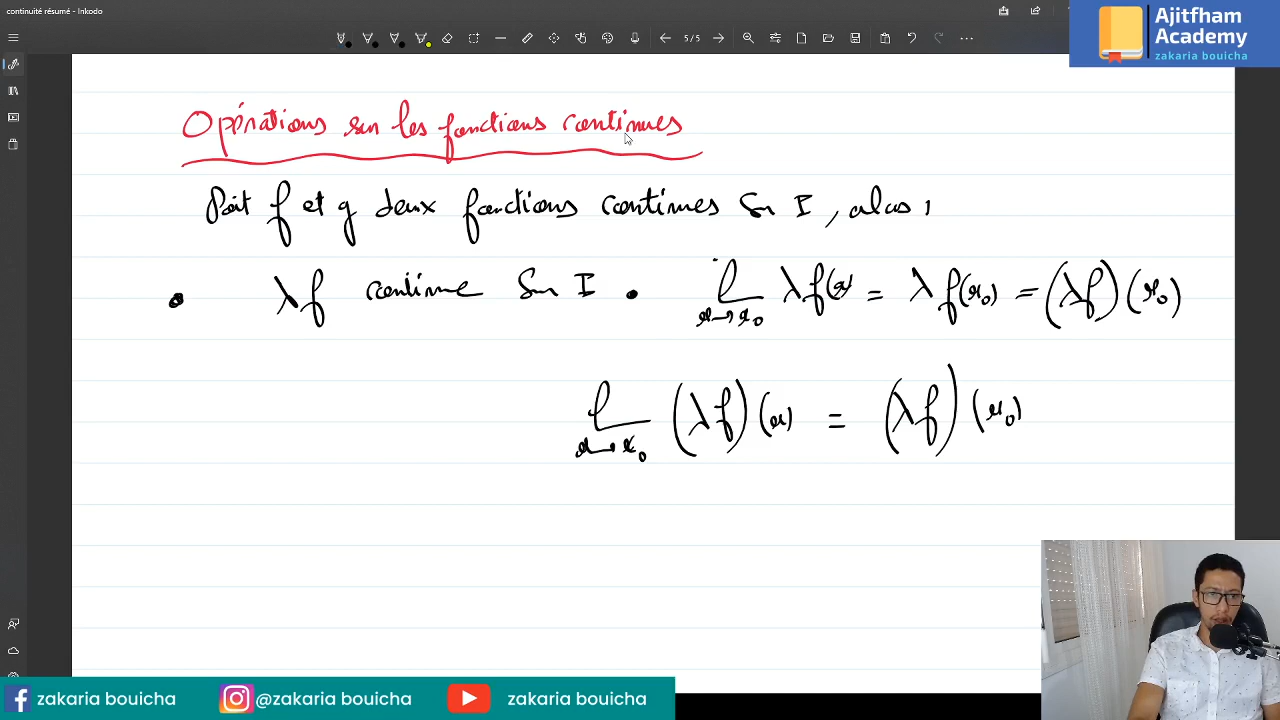 continuité résumé - Inkodo
5/5
Ajitfham
Academy
zakaria bouicha
Opérations sur les fonctions continues
Soit f et g deux fonctions continues sur I, alors :
• λf continue sur I • lim x→x₀ λf(x) = λf(x₀) = (λf)(x₀)
lim x→x₀ (λf)(x) = (λf)(x₀)
zakaria bouicha @zakaria bouicha zakaria bouicha